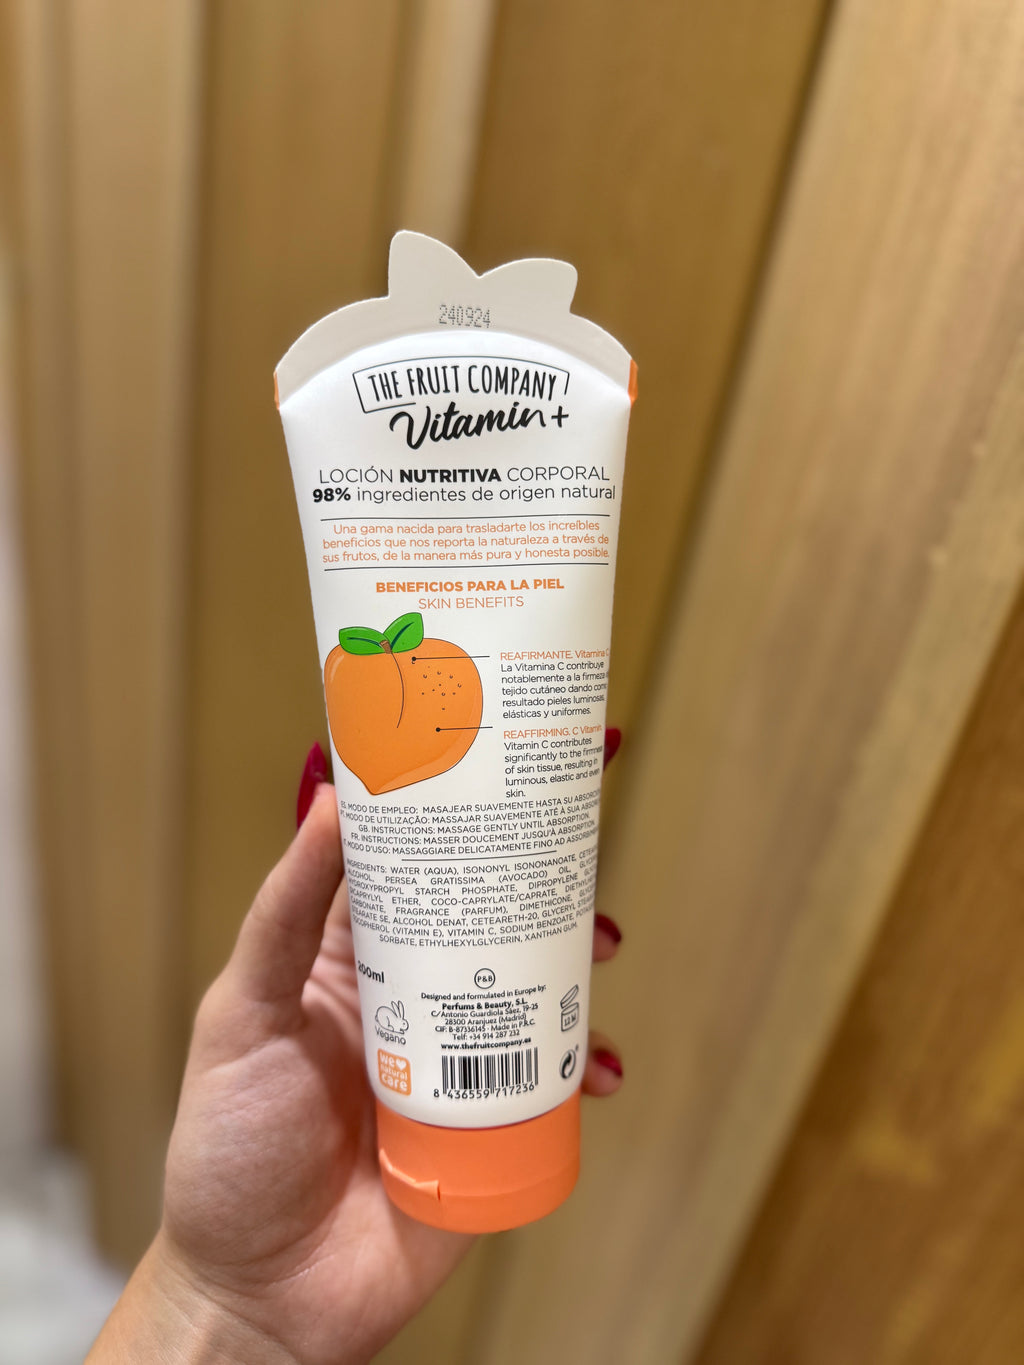 240924
THE FRUIT COMPANY
Vitamin+
LOCIÓN NUTRITIVA CORPORAL
98% ingredientes de origen natural
Una gama nacida para trasladarte los increíbles
beneficios que nos reporta la naturaleza a través de
sus frutos, de la manera más pura y honesta posible.
BENEFICIOS PARA LA PIEL
SKIN BENEFITS
REAFIRMANTE. Vitamina C.
La Vitamina C contribuye
notablemente a la firmeza
tejido cutáneo dando como
resultado pieles luminosas,
elásticas y uniformes.
REAFFIRMING. C Vitamin.
Vitamin C contributes
significantly to the firmness
of skin tissue, resulting in
luminous, elastic and even
skin.
ES. MODO DE EMPLEO: MASAJEAR SUAVEMENTE HASTA SU ABSORCIÓN
PT. MODO DE UTILIZAÇÃO: MASSAJAR SUAVEMENTE ATÉ À SUA
GB. INSTRUCTIONS: MASSAGE GENTLY UNTIL ABSORPTION.
FR. INSTRUCTIONS: MASSER DOUCEMENT JUSQU'À ABSORPTION.
MODO D'USO: MASSAGGIARE DELICATAMENTE FINO AD
INGREDIENTS: WATER (AQUA), ISONONYL ISONONANOATE,
ALCOHOL, PERSEA GRATISSIMA (AVOCADO) OIL,
HYDROXYPROPYL STARCH PHOSPHATE, DIPROPYLENE
DICAPRYLYL ETHER, COCO-CAPRYLATE/CAPRATE,
CARBONATE, FRAGRANCE (PARFUM), DIMETHICONE,
STEARATE SE, ALCOHOL DENAT, CETEARETH-20, GLYCERYL
TOCOPHEROL (VITAMIN E), VITAMIN C, SODIUM BENZOATE,
SORBATE, ETHYLHEXYLGLYCERIN, XANTHAN GUM.
200ml
P&B
Designed and formulated in Europe by:
Perfums & Beauty, S.L.
C/Antonio Guardiola Sáez, 19-25
28300 Aranjuez (Madrid)
CIF: B-87336145 · Made in P.R.C.
Telf: +34 914 287 232
www.thefruitcompany.es
Vegano
12 M
we
natural
care
8 436559 717236